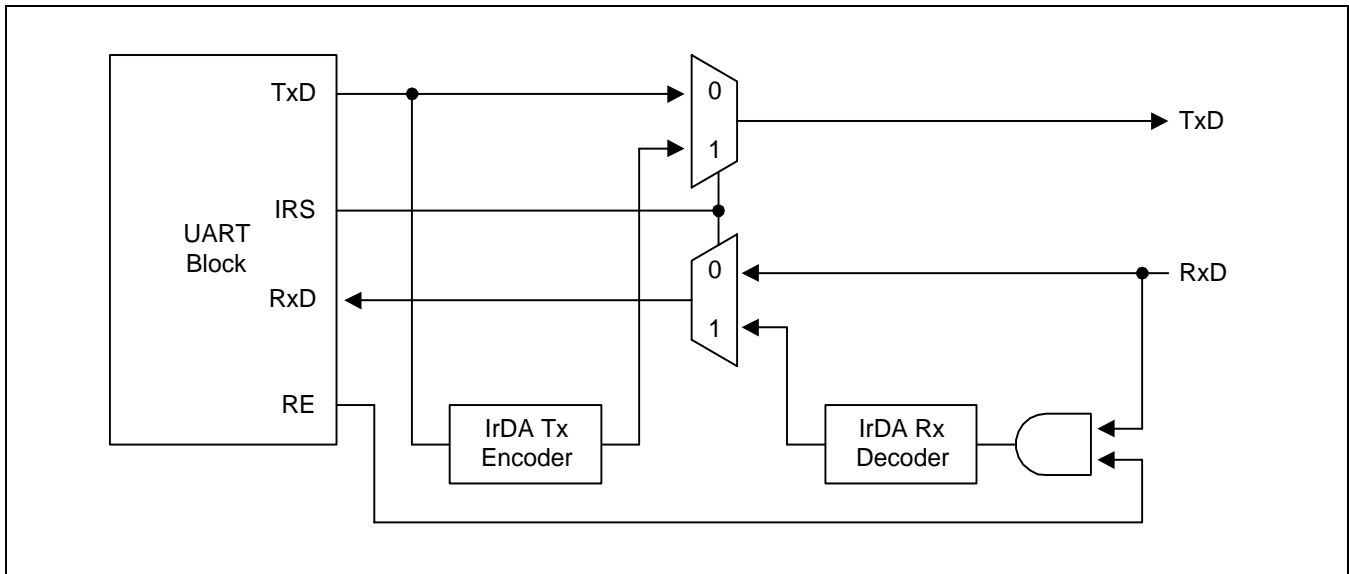 TxD
0
TxD
1
IRS
UART
Block
0
RxD
RxD
1
RE
IrDA Tx
Encoder
IrDA Rx
Decoder